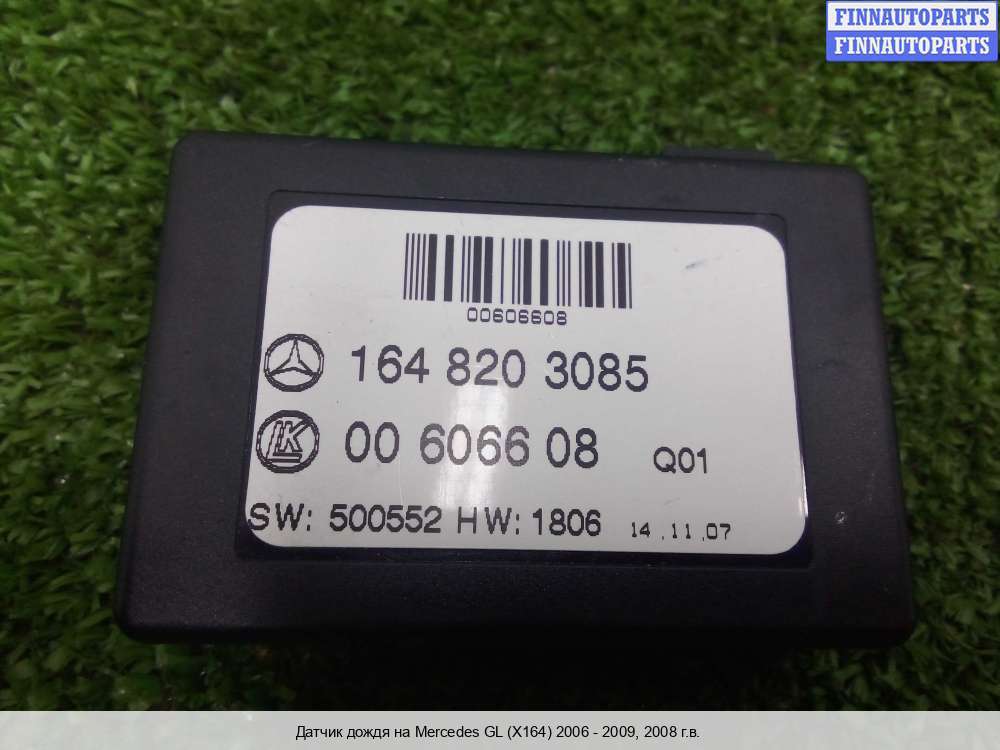 FINNAUTOPARTS
FINNAUTOPARTS
00606608
164 820 3085
LK
00 6066 08 Q01
SW: 500552 HW: 1806 14.11.07
Датчик дождя на Mercedes GL (X164) 2006 - 2009, 2008 г.в.